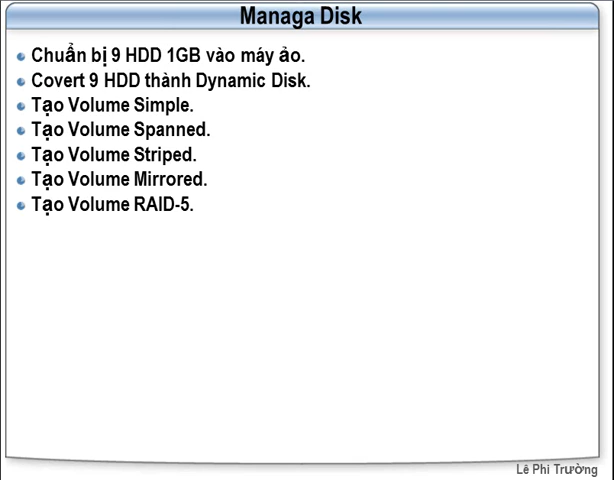 Managa Disk
Chuẩn bị 9 HDD 1GB vào máy ảo.
Covert 9 HDD thành Dynamic Disk.
Tạo Volume Simple.
Tạo Volume Spanned.
Tạo Volume Striped.
Tạo Volume Mirrored.
Tạo Volume RAID-5.
Lê Phi Trường